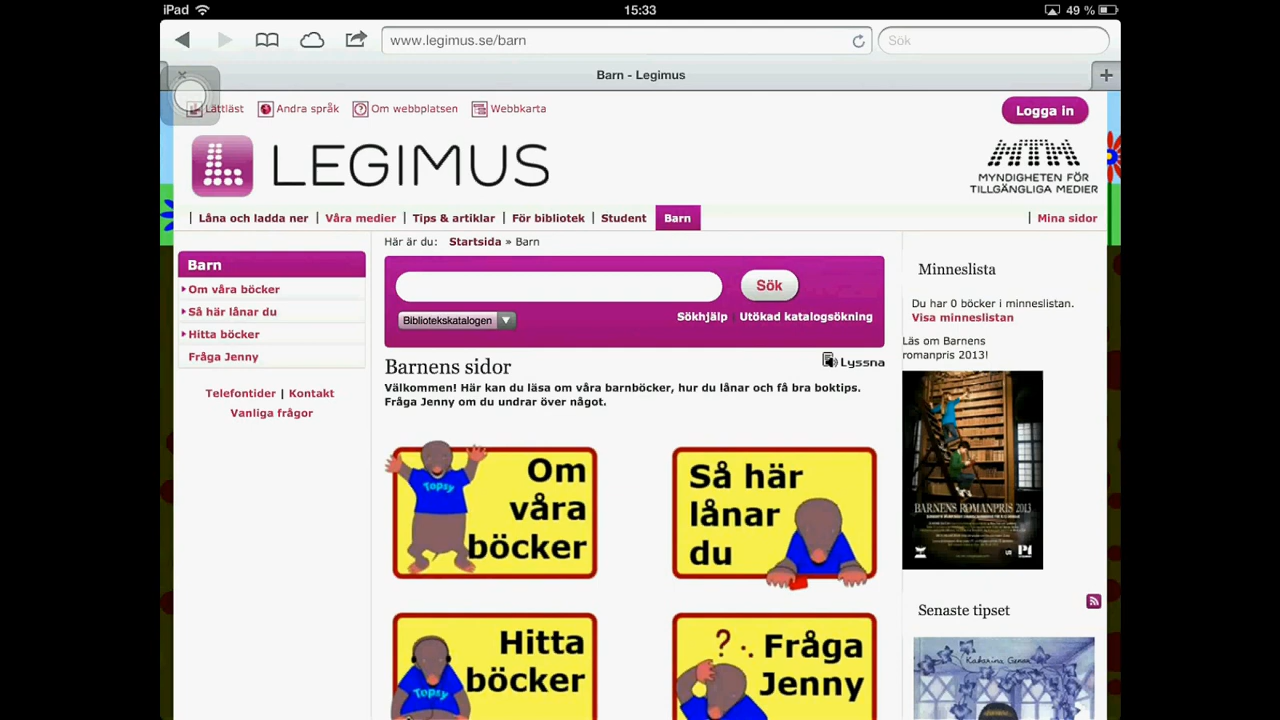 iPad 15:33 49 %
www.legimus.se/barn Sök
Barn - Legimus
Lättläst Andra språk Om webbplatsen Webbkarta Logga in
LEGIMUS
MTM
MYNDIGHETEN FÖR
TILLGÄNGLIGA MEDIER
Låna och ladda ner | Våra medier | Tips & artiklar | För bibliotek | Student Barn | Mina sidor
Här är du: Startsida » Barn
Barn
Om våra böcker
Så här lånar du
Hitta böcker
Fråga Jenny
Telefontider | Kontakt
Vanliga frågor
Sök
Bibliotekskatalogen Sökhjälp Utökad katalogsökning
Barnens sidor Lyssna
Välkommen! Här kan du läsa om våra barnböcker, hur du lånar och få bra boktips.
Fråga Jenny om du undrar över något.
Topsy
Om
våra
böcker
Så här
lånar
du
Topsy
Hitta
böcker
? Fråga
Jenny
Minneslista
Du har 0 böcker i minneslistan.
Visa minneslistan
Läs om Barnens
romanpris 2013!
BARNENS ROMANPRIS 2013
Senaste tipset
Katarina Genar